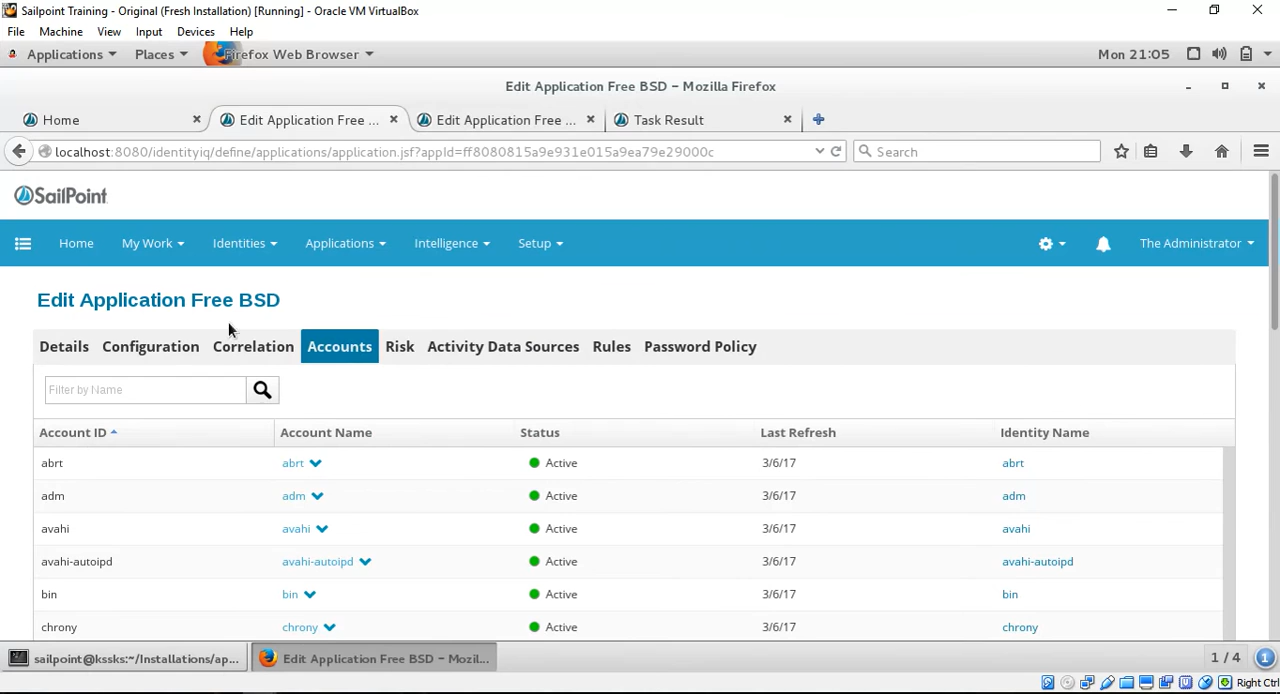 Sailpoint Training - Original (Fresh Installation) [Running] - Oracle VM VirtualBox
File Machine View Input Devices Help
Applications Places Firefox Web Browser Mon 21:05
Edit Application Free BSD - Mozilla Firefox
Home Edit Application Free ... Edit Application Free ... Task Result
localhost:8080/identityiq/define/applications/application.jsf?appId=ff8080815a9e931e015a9ea79e29000c Search
SailPoint
Home My Work Identities Applications Intelligence Setup The Administrator
Edit Application Free BSD
Details Configuration Correlation Accounts Risk Activity Data Sources Rules Password Policy
Filter by Name
Account ID Account Name Status Last Refresh Identity Name
abrt abrt Active 3/6/17 abrt
adm adm Active 3/6/17 adm
avahi avahi Active 3/6/17 avahi
avahi-autoipd avahi-autoipd Active 3/6/17 avahi-autoipd
bin bin Active 3/6/17 bin
chrony chrony Active 3/6/17 chrony
sailpoint@kssks:~/Installations/ap... Edit Application Free BSD - Mozil... 1 / 4 1
Right Ctrl